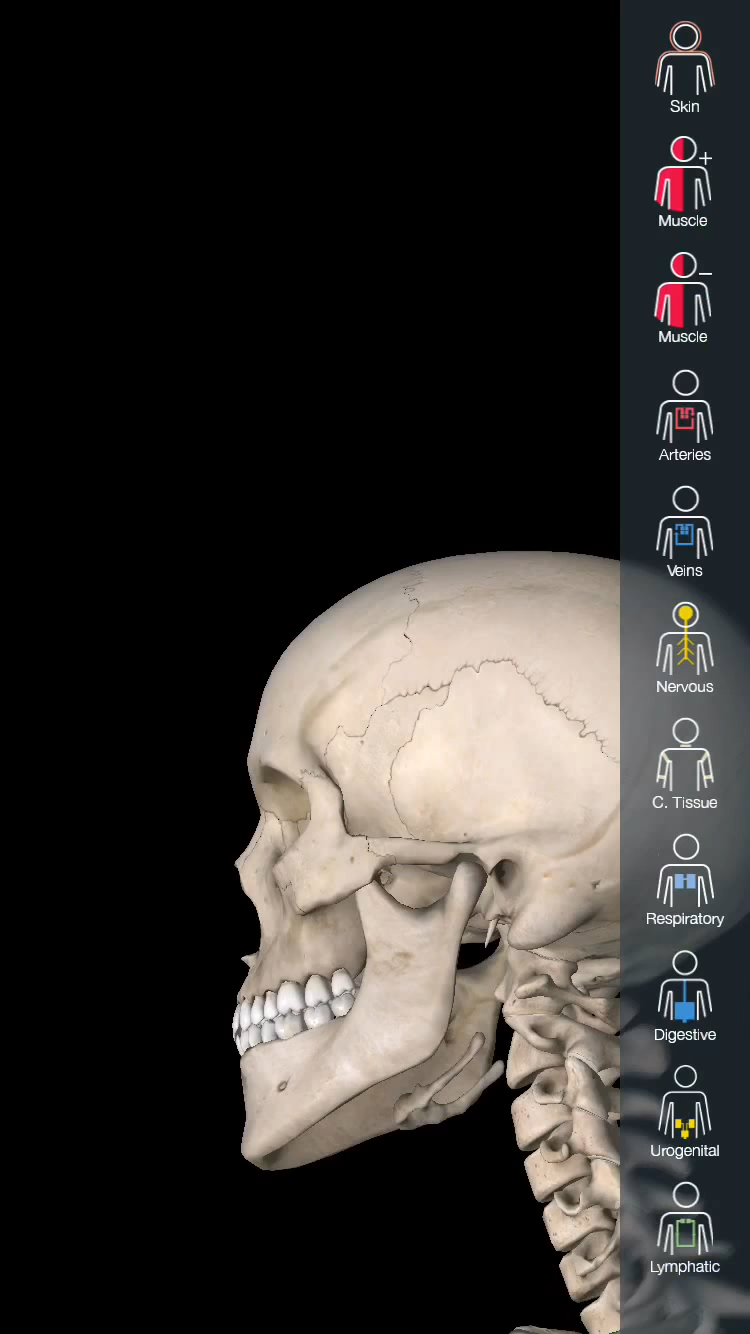 Skin
+
Muscle
−
Muscle
Arteries
Veins
Nervous
C. Tissue
Respiratory
Digestive
Urogenital
Lymphatic